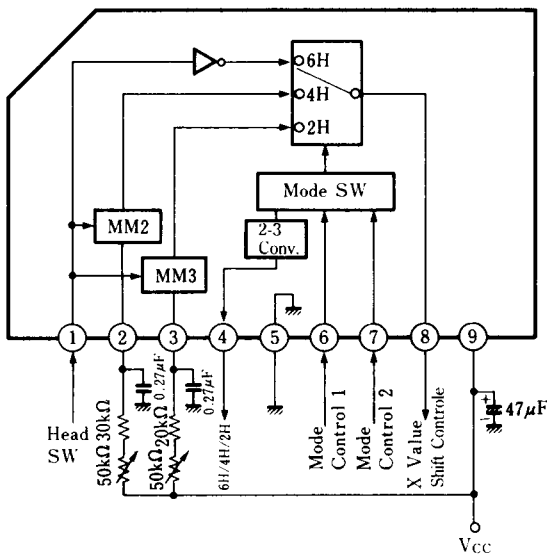 6H
4H
2H
Mode SW
2-3
Conv.
MM2
MM3
1
2
3
4
5
6
7
8
9
Head
SW
50kΩ 30kΩ
0.27μF
50kΩ 20kΩ
0.27μF
6H/4H/2H
Mode
Control 1
Mode
Control 2
X Value
Shift Controle
+
−
47μF
VCC